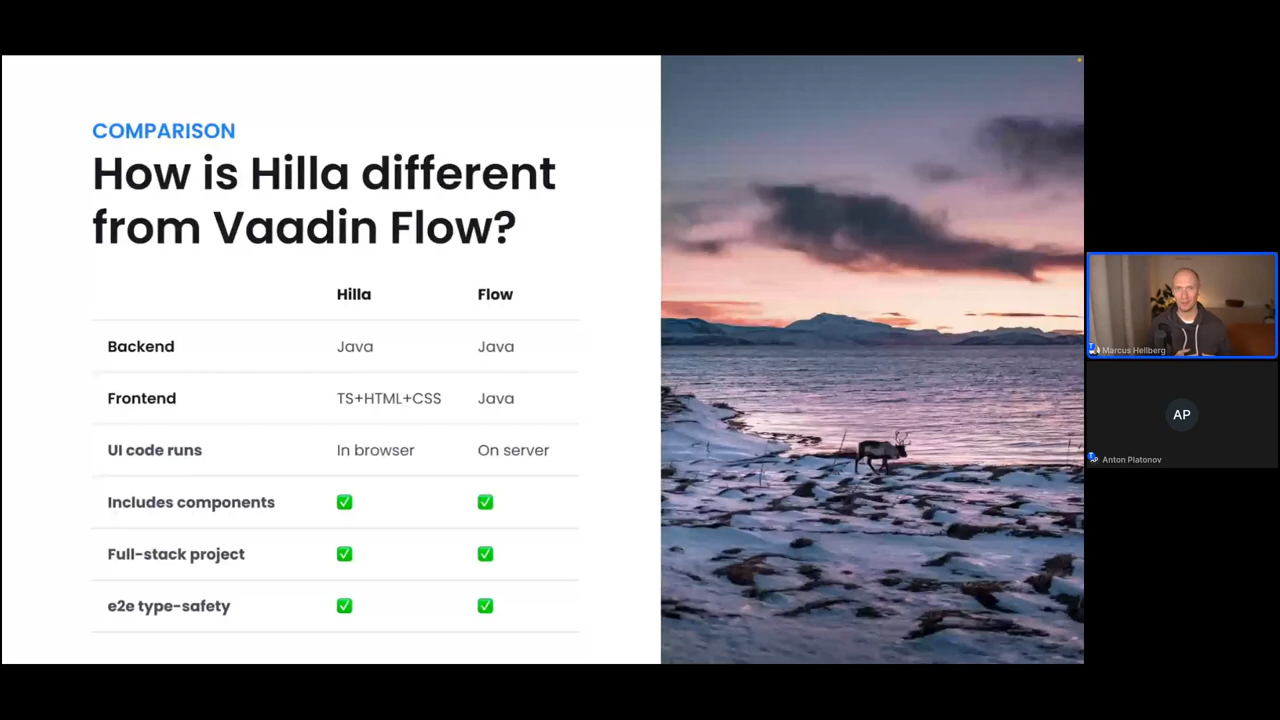 COMPARISON
How is Hilla different
from Vaadin Flow?
Hilla Flow
Backend Java Java
Frontend TS+HTML+CSS Java
UI code runs In browser On server
Includes components ✅ ✅
Full-stack project ✅ ✅
e2e type-safety ✅ ✅
Marcus Hellberg
AP
Anton Platonov